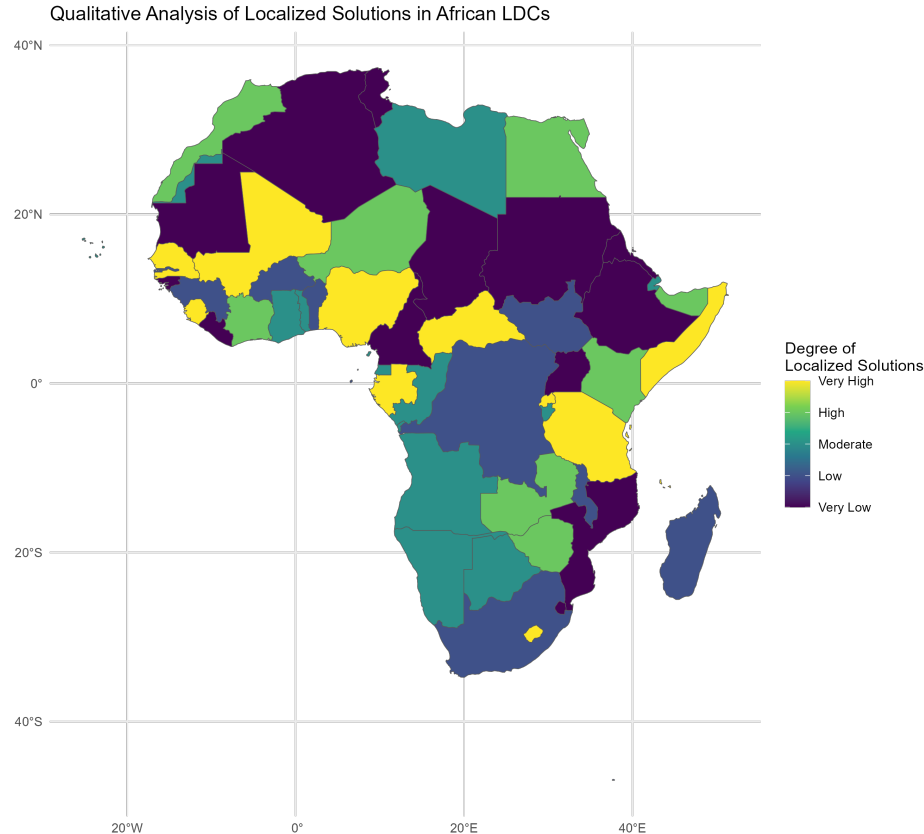 Qualitative Analysis of Localized Solutions in African LDCs
40°N
20°N
0°
20°S
40°S
20°W
0°
20°E
40°E
Degree of
Localized Solutions
Very High
High
Moderate
Low
Very Low